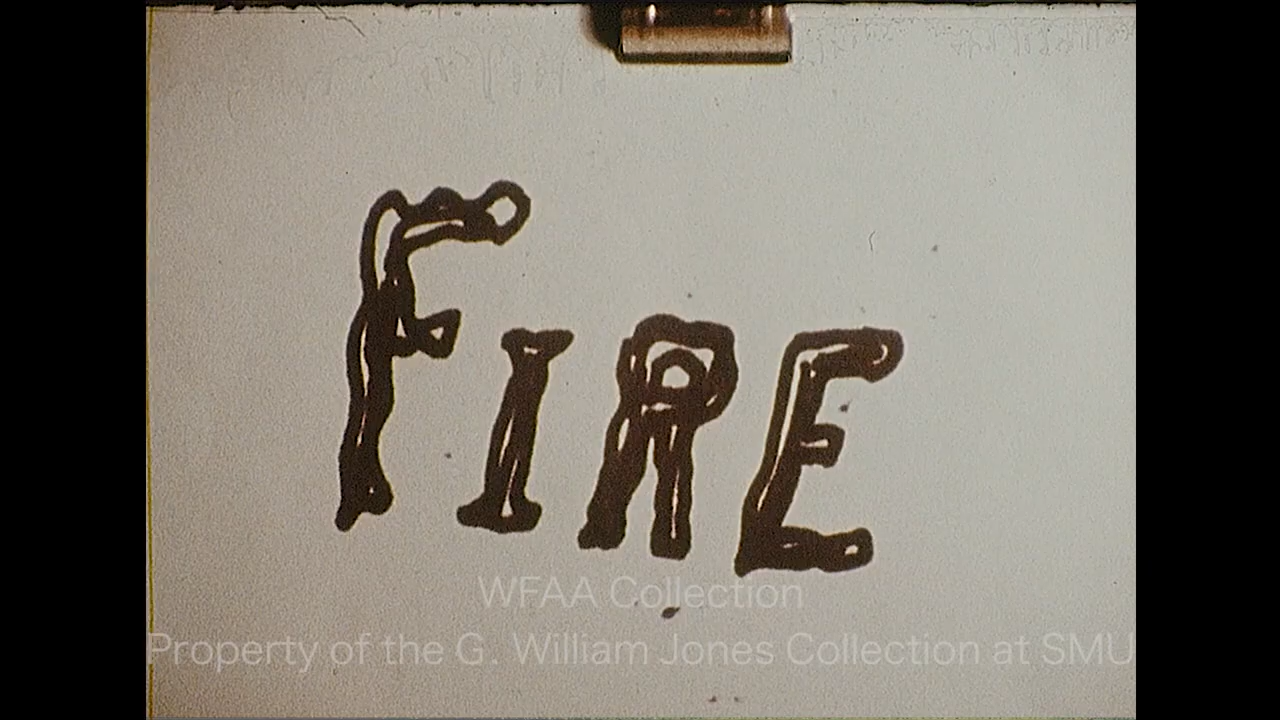 FIRE
WFAA Collection
Property of the G. William Jones Collection at SMU